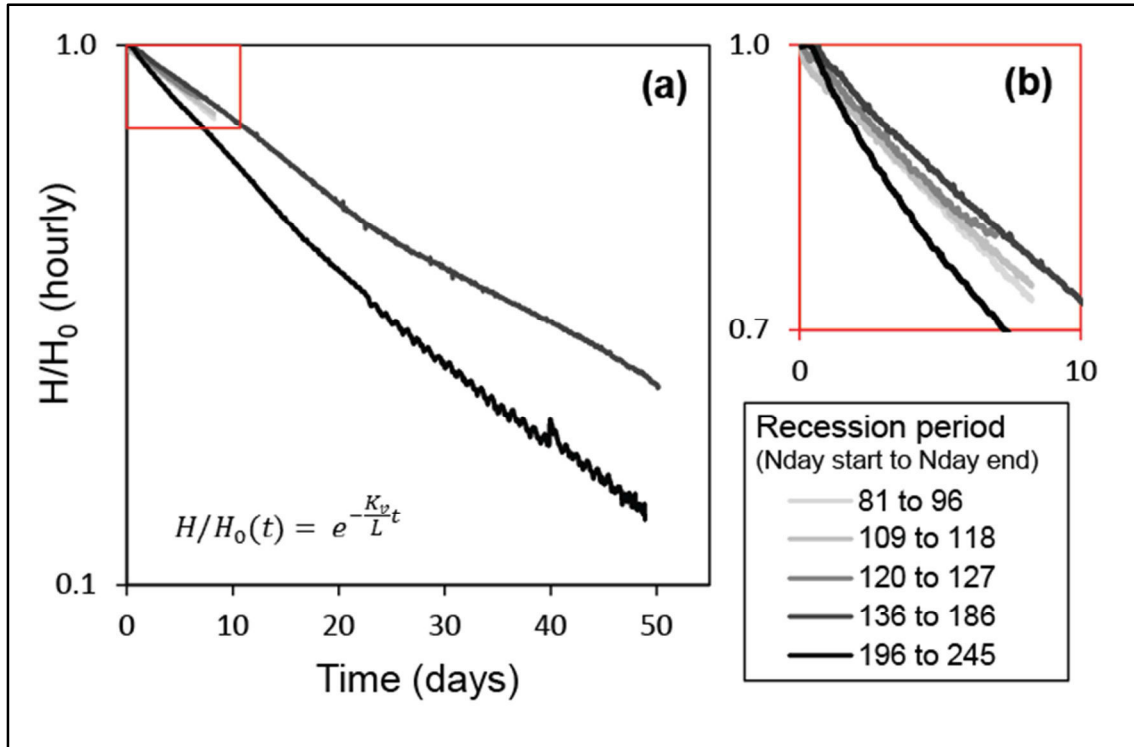 1.0
(a)
H/H₀ (hourly)
H/H₀(t) = e^{-\frac{K_v}{L}t}
0.1
0 10 20 30 40 50
Time (days)
1.0
(b)
0.7
0 10
Recession period
(Nday start to Nday end)
81 to 96
109 to 118
120 to 127
136 to 186
196 to 245